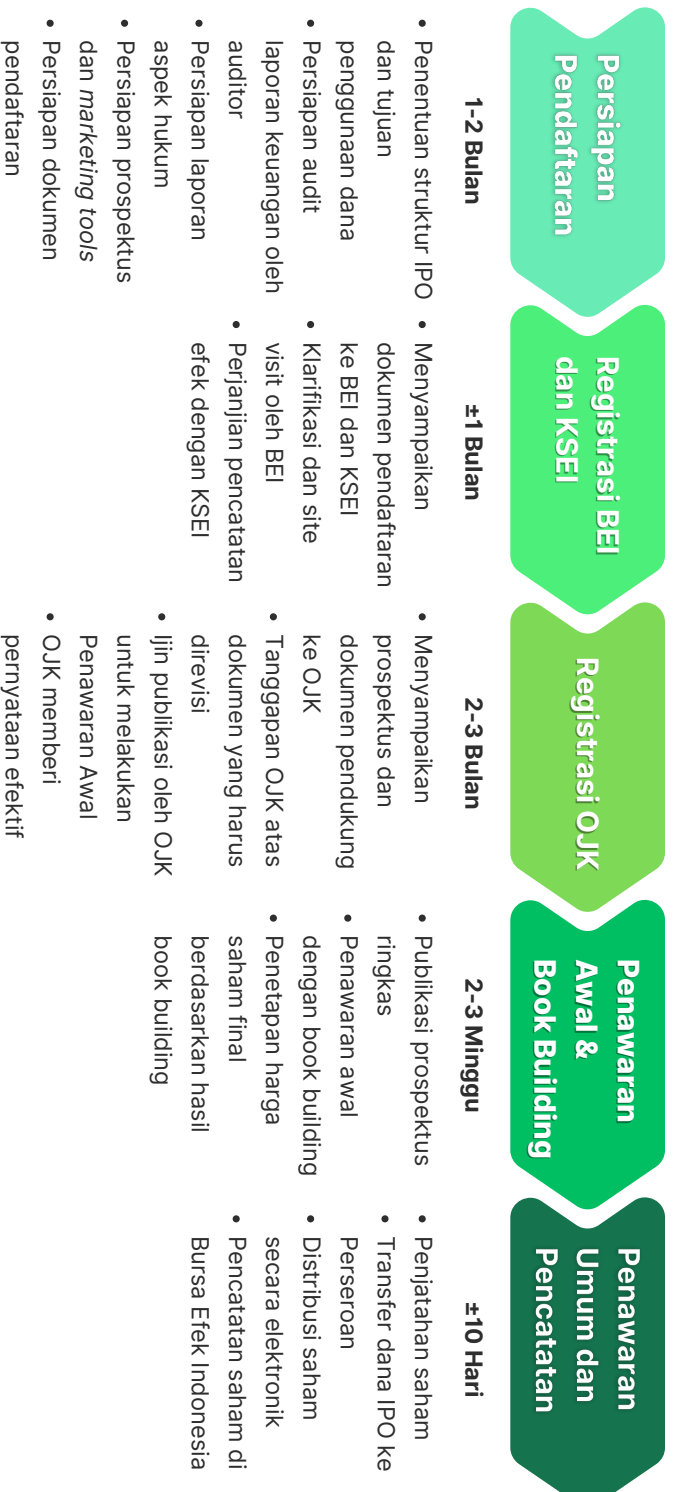 Persiapan
Pendaftaran
1-2 Bulan
• Penentuan struktur IPO
dan tujuan
penggunaan dana
• Persiapan audit
laporan keuangan oleh
auditor
• Persiapan laporan
aspek hukum
• Persiapan prospektus
dan marketing tools
• Persiapan dokumen
pendaftaran
Registrasi BEI
dan KSEI
±1 Bulan
• Menyampaikan
dokumen pendaftaran
ke BEI dan KSEI
• Klarifikasi dan site
visit oleh BEI
• Perjanjian pencatatan
efek dengan KSEI
Registrasi OJK
2-3 Bulan
• Menyampaikan
prospektus dan
dokumen pendukung
ke OJK
• Tanggapan OJK atas
dokumen yang harus
direvisi
• Ijin publikasi oleh OJK
untuk melakukan
Penawaran Awal
• OJK memberi
pernyataan efektif
Penawaran
Awal &
Book Building
2-3 Minggu
• Publikasi prospektus
ringkas
• Penawaran awal
dengan book building
• Penetapan harga
saham final
berdasarkan hasil
book building
Penawaran
Umum dan
Pencatatan
±10 Hari
• Penjatahan saham
• Transfer dana IPO ke
Perseroan
• Distribusi saham
secara elektronik
• Pencatatan saham di
Bursa Efek Indonesia